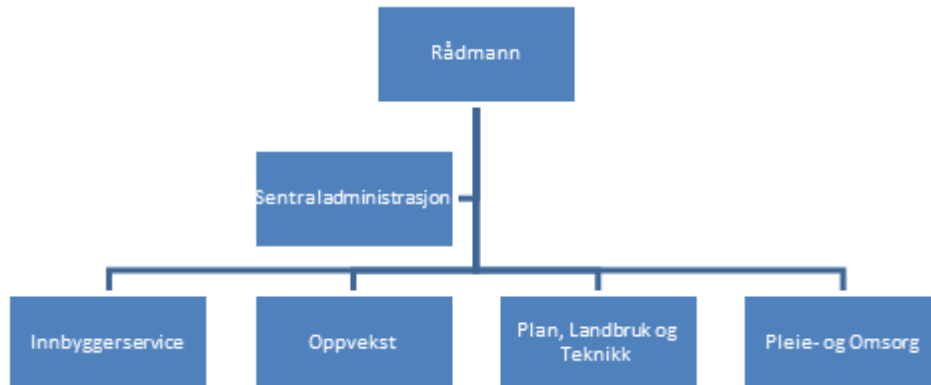 Rådmann
Sentraladministrasjon
Innbyggerservice
Oppvekst
Plan, Landbruk og
Teknikk
Pleie- og Omsorg